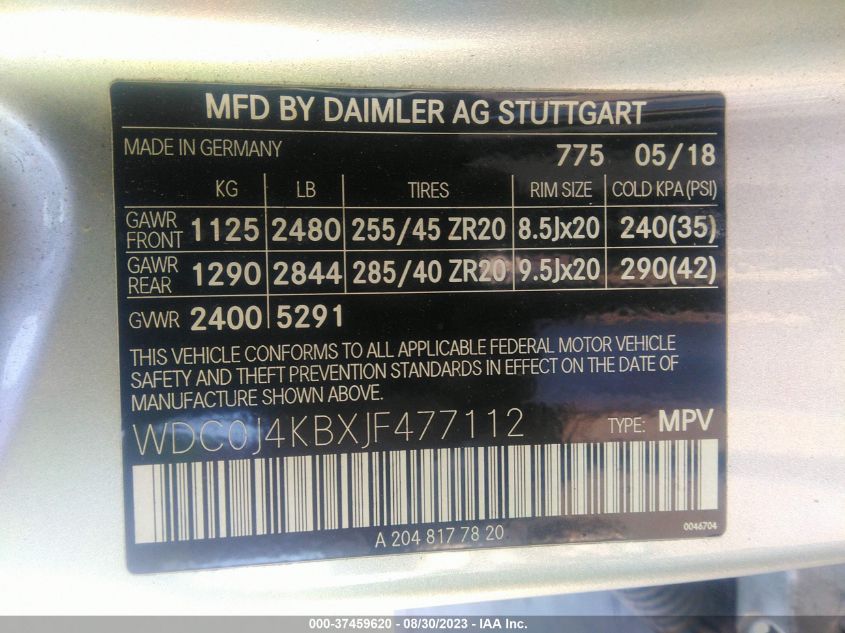 MFD BY DAIMLER AG STUTTGART
MADE IN GERMANY 775 05/18
KG LB TIRES RIM SIZE COLD KPA (PSI)
GAWR FRONT 1125 2480 255/45 ZR20 8.5Jx20 240(35)
GAWR REAR 1290 2844 285/40 ZR20 9.5Jx20 290(42)
GVWR 2400 5291
THIS VEHICLE CONFORMS TO ALL APPLICABLE FEDERAL MOTOR VEHICLE
SAFETY AND THEFT PREVENTION STANDARDS IN EFFECT ON THE DATE OF
MANUFACTURE SHOWN ABOVE.
WDC0J4KBXJF477112 TYPE: MPV
A 204 817 78 20 0046704
000-37459620 - 08/30/2023 - IAA Inc.